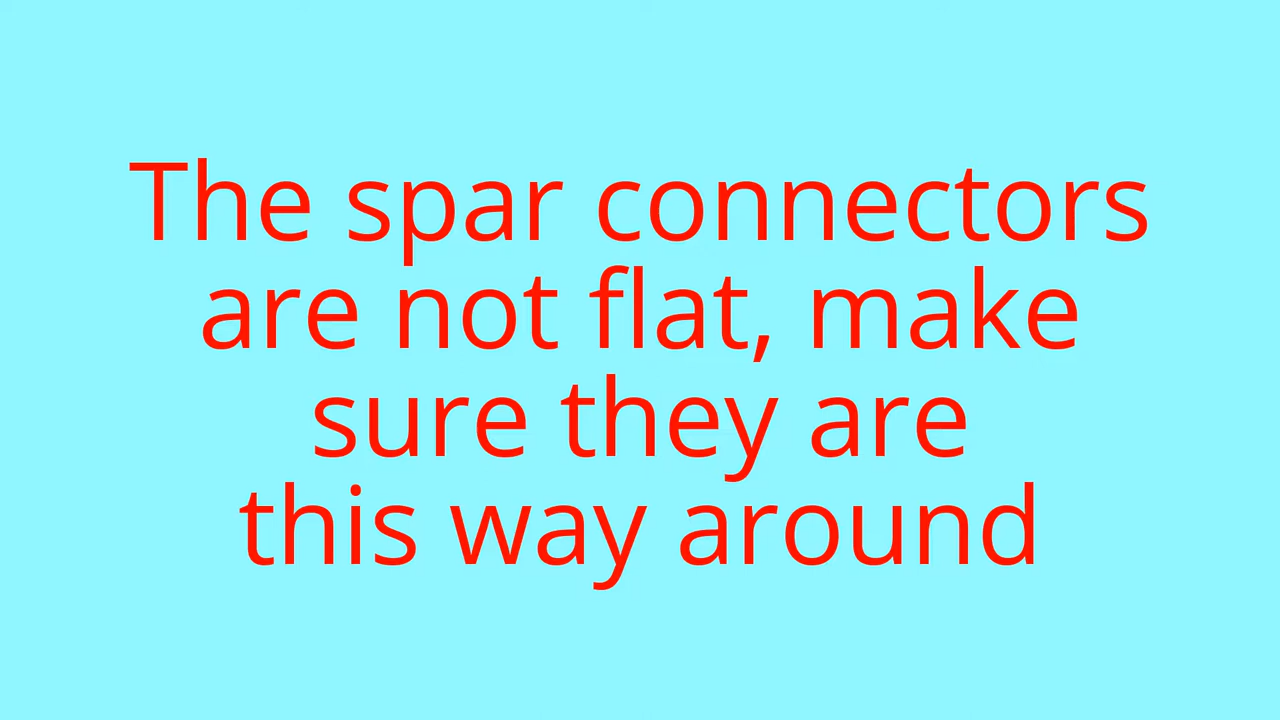 The spar connectors
are not flat, make
sure they are
this way around